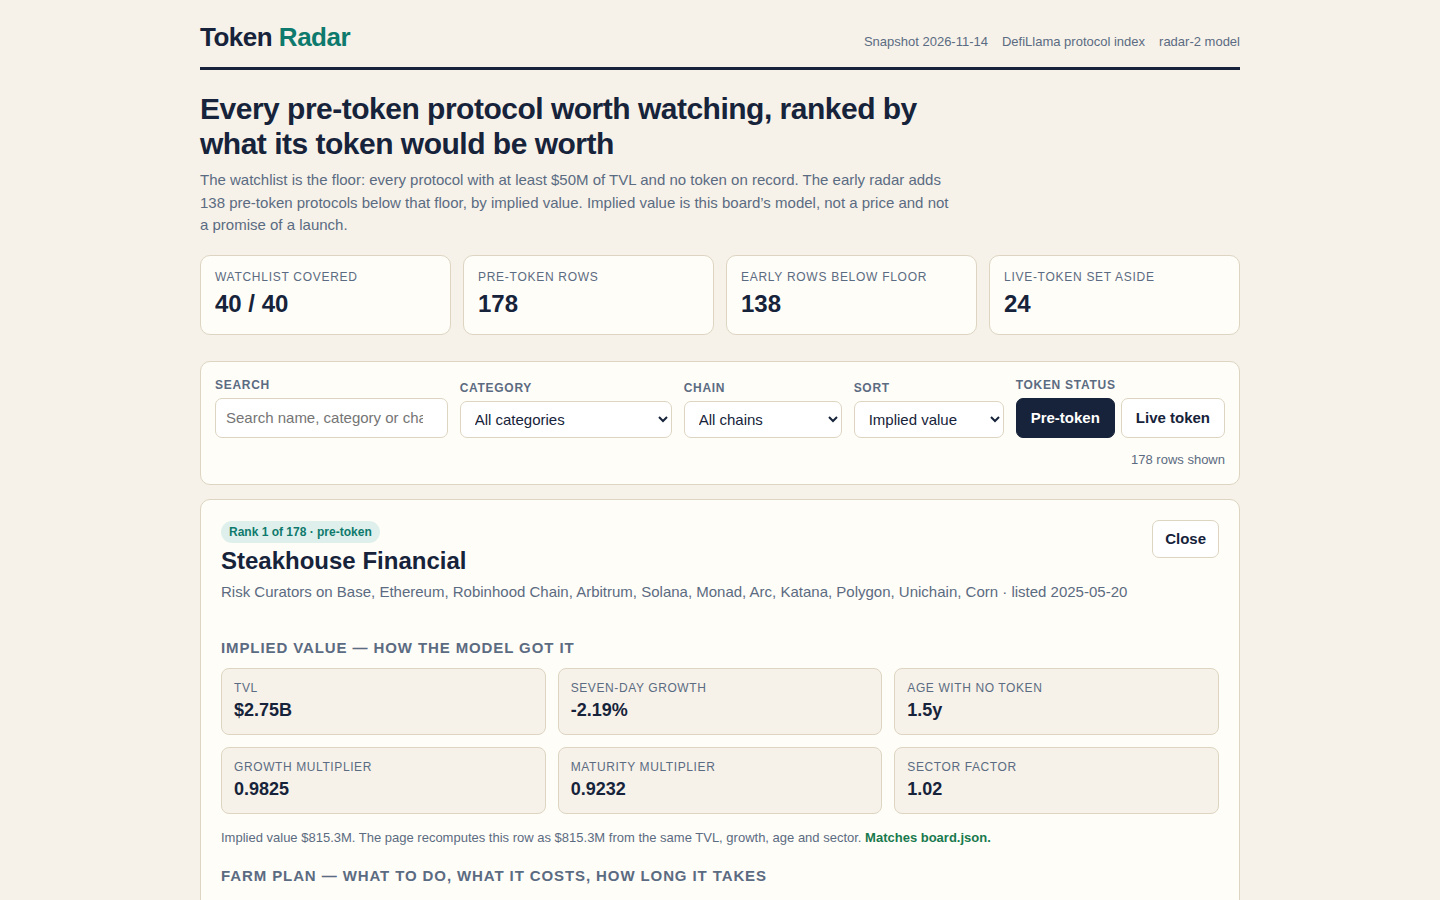 Token Radar
Snapshot 2026-11-14 DefiLlama protocol index radar-2 model
Every pre-token protocol worth watching, ranked by
what its token would be worth
The watchlist is the floor: every protocol with at least $50M of TVL and no token on record. The early radar adds
138 pre-token protocols below that floor, by implied value. Implied value is this board's model, not a price and not
a promise of a launch.
WATCHLIST COVERED
40 / 40
PRE-TOKEN ROWS
178
EARLY ROWS BELOW FLOOR
138
LIVE-TOKEN SET ASIDE
24
SEARCH
Search name, category or cha
CATEGORY
All categories
CHAIN
All chains
SORT
Implied value
TOKEN STATUS
Pre-token Live token
178 rows shown
Rank 1 of 178 · pre-token
Close
Steakhouse Financial
Risk Curators on Base, Ethereum, Robinhood Chain, Arbitrum, Solana, Monad, Arc, Katana, Polygon, Unichain, Corn · listed 2025-05-20
IMPLIED VALUE — HOW THE MODEL GOT IT
TVL
$2.75B
SEVEN-DAY GROWTH
-2.19%
AGE WITH NO TOKEN
1.5y
GROWTH MULTIPLIER
0.9825
MATURITY MULTIPLIER
0.9232
SECTOR FACTOR
1.02
Implied value $815.3M. The page recomputes this row as $815.3M from the same TVL, growth, age and sector. Matches board.json.
FARM PLAN — WHAT TO DO, WHAT IT COSTS, HOW LONG IT TAKES